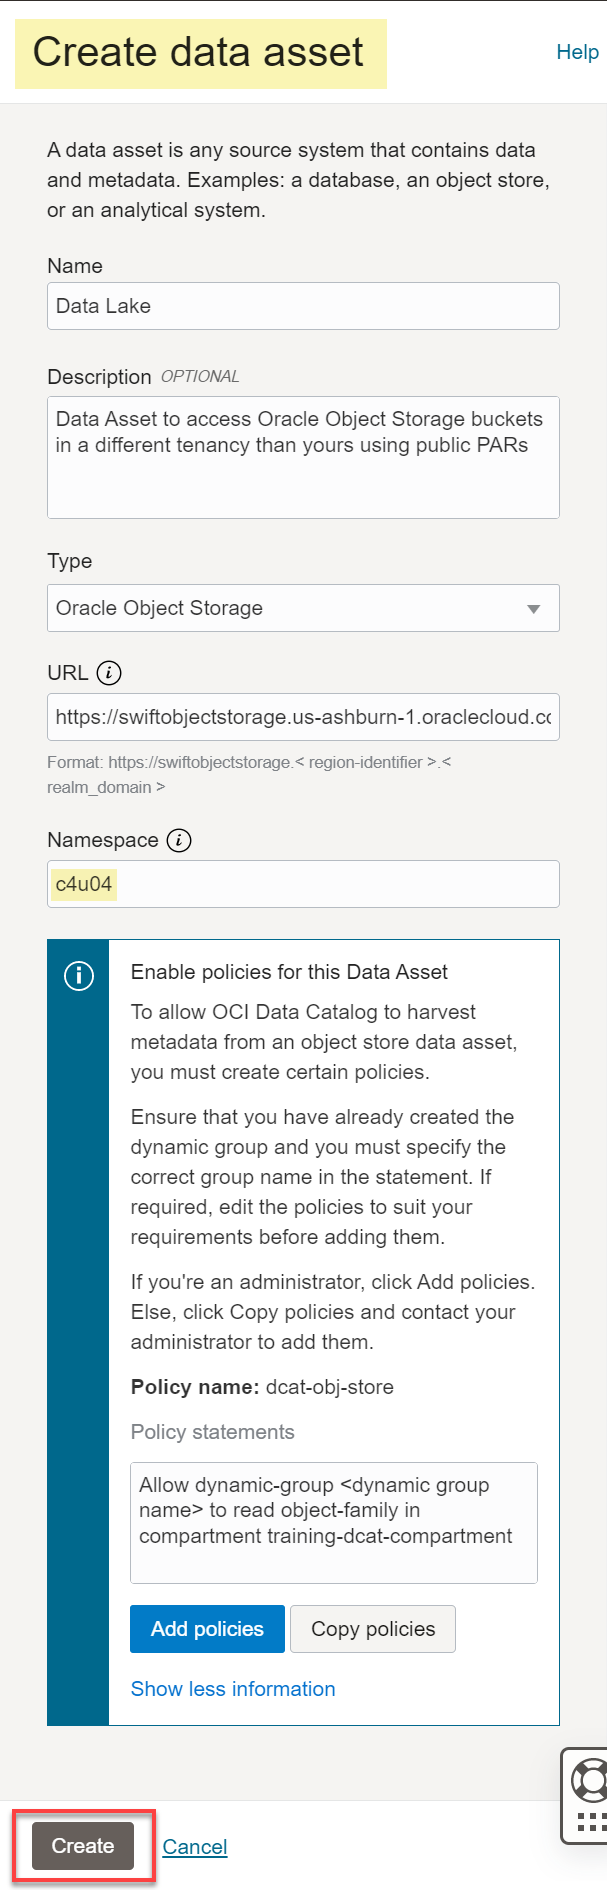 Create data asset
Help
A data asset is any source system that contains data
and metadata. Examples: a database, an object store,
or an analytical system.
Name
Data Lake
Description OPTIONAL
Data Asset to access Oracle Object Storage buckets
in a different tenancy than yours using public PARs
Type
Oracle Object Storage
URL i
https://swiftobjectstorage.us-ashburn-1.oraclecloud.cc
Format: https://swiftobjectstorage.< region-identifier >.<
realm_domain >
Namespace i
c4u04
i
Enable policies for this Data Asset
To allow OCI Data Catalog to harvest
metadata from an object store data asset,
you must create certain policies.
Ensure that you have already created the
dynamic group and you must specify the
correct group name in the statement. If
required, edit the policies to suit your
requirements before adding them.
If you're an administrator, click Add policies.
Else, click Copy policies and contact your
administrator to add them.
Policy name: dcat-obj-store
Policy statements
Allow dynamic-group <dynamic group
name> to read object-family in
compartment training-dcat-compartment
Add policies Copy policies
Show less information
Create Cancel